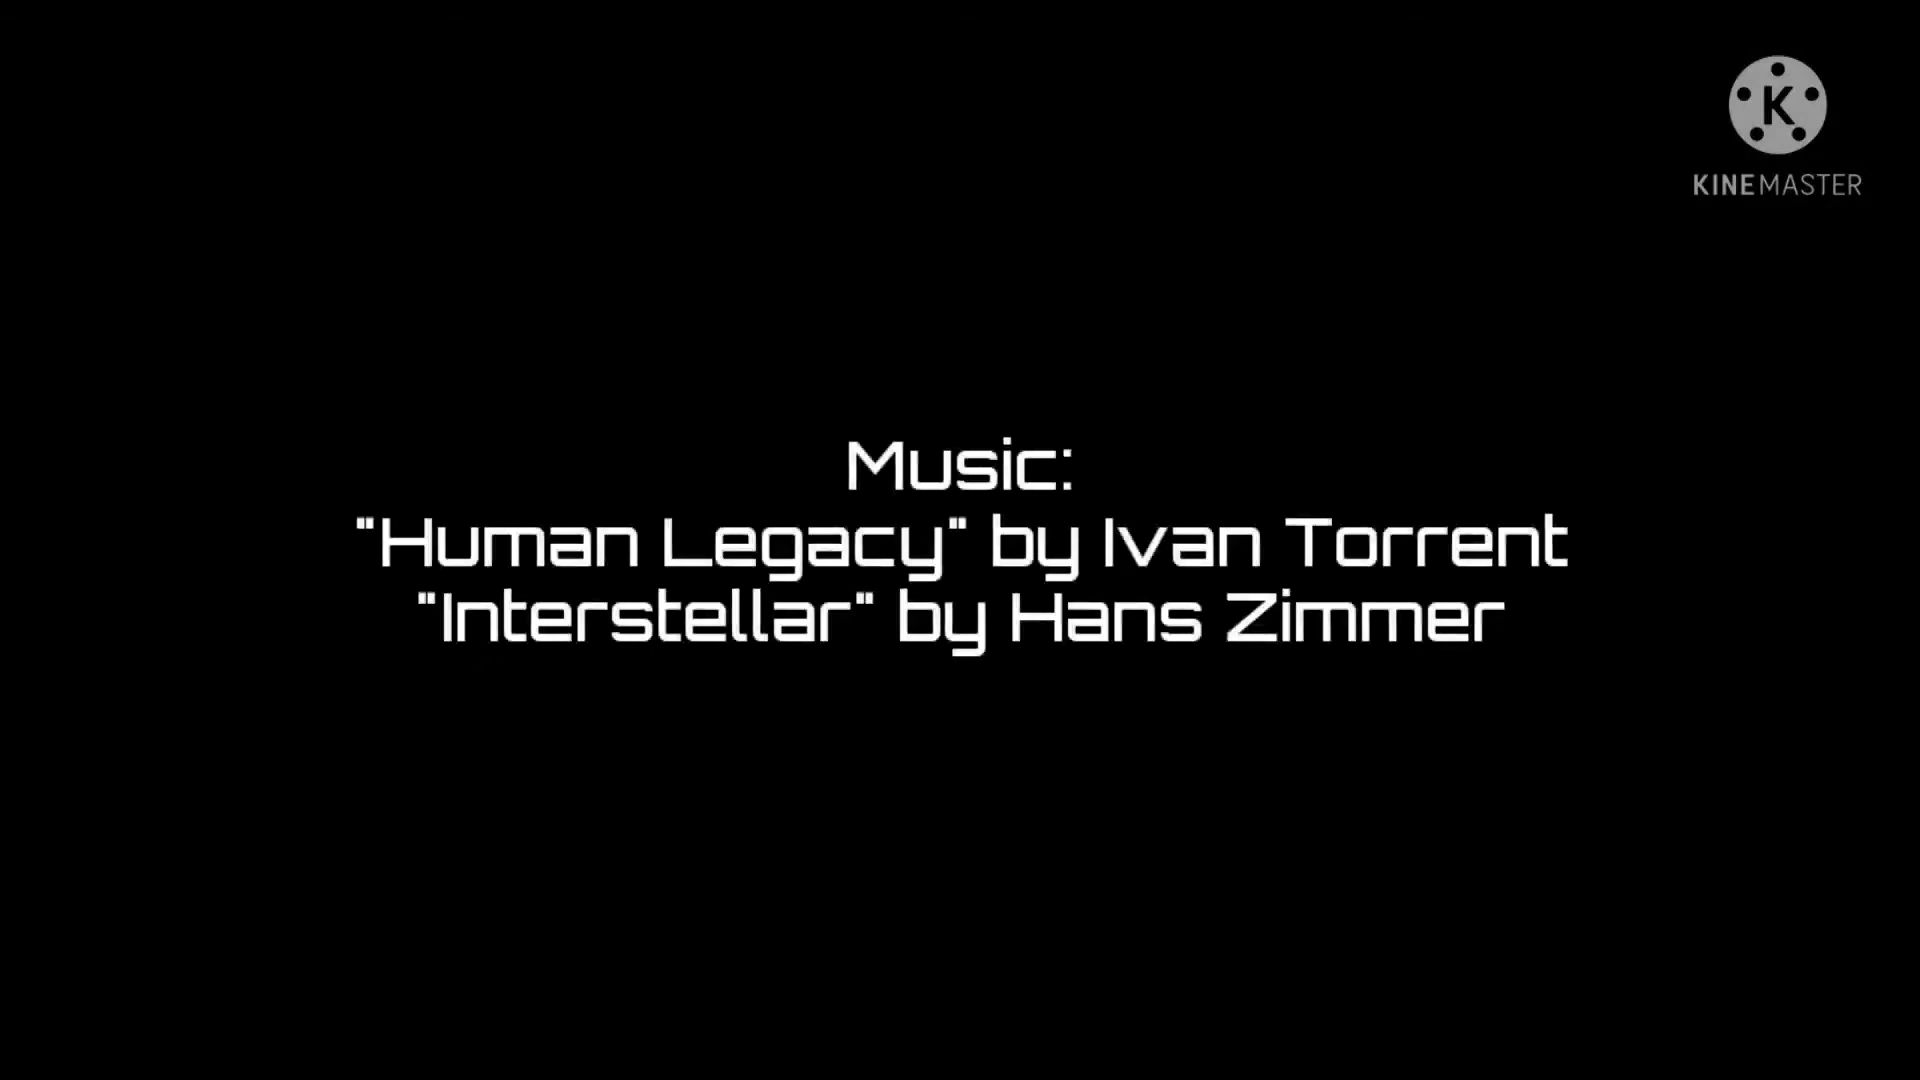 K
KINEMASTER
Music:
"Human Legacy" by Ivan Torrent
"Interstellar" by Hans Zimmer